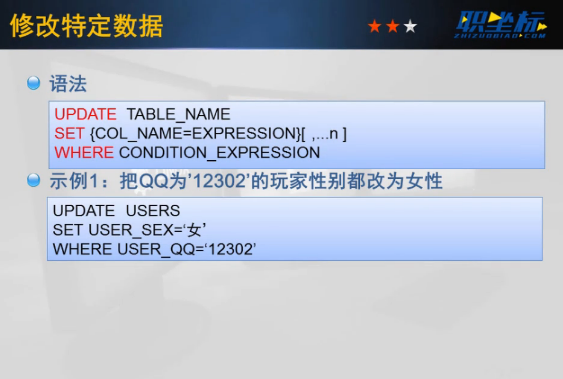 修改特定数据
职坐标
ZHIZUOBIAO.COM
语法
UPDATE TABLE_NAME
SET {COL_NAME=EXPRESSION}[ ,...n ]
WHERE CONDITION_EXPRESSION
示例1：把QQ为'12302'的玩家性别都改为女性
UPDATE USERS
SET USER_SEX=‘女’
WHERE USER_QQ=‘12302’